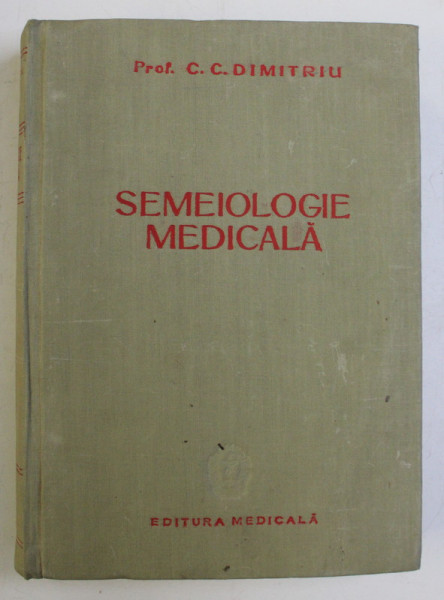 Prof. C. C. DIMITRIU
SEMEIOLOGIE
MEDICALĂ
EDITURA MEDICALĂ